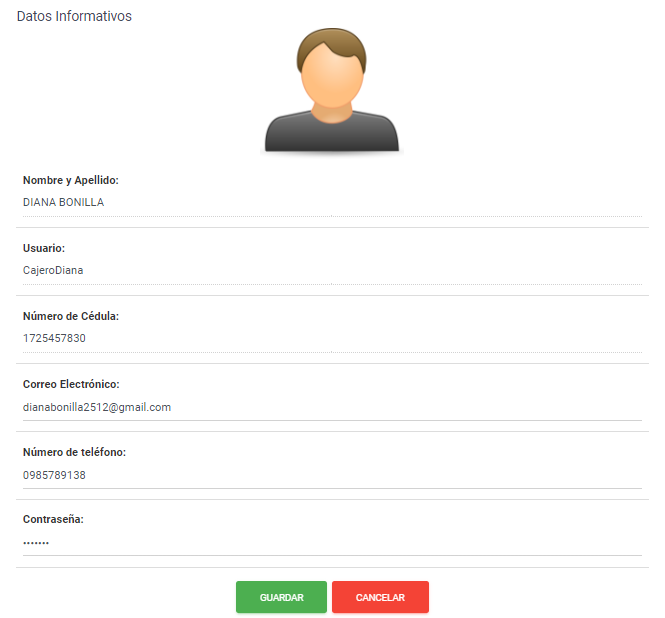 Datos Informativos
Nombre y Apellido:
DIANA BONILLA
Usuario:
CajeroDiana
Número de Cédula:
1725457830
Correo Electrónico:
dianabonilla2512@gmail.com
Número de teléfono:
0985789138
Contraseña:
•••••••
GUARDAR CANCELAR